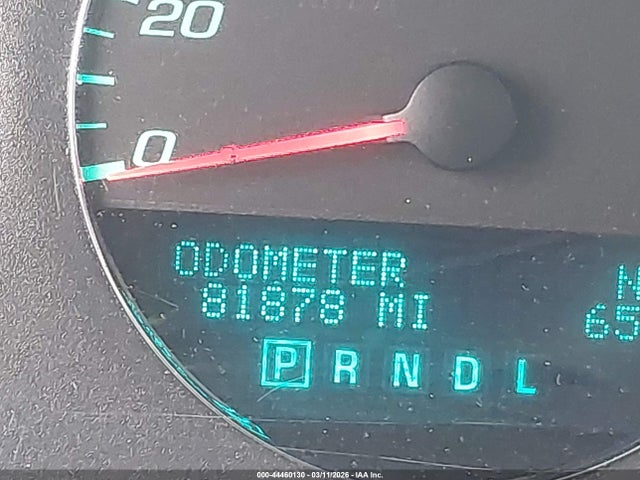 20
0
ODOMETER
81878 MI
N
65
P R N D L
000-44460130 - 03/11/2026 - IAA Inc.